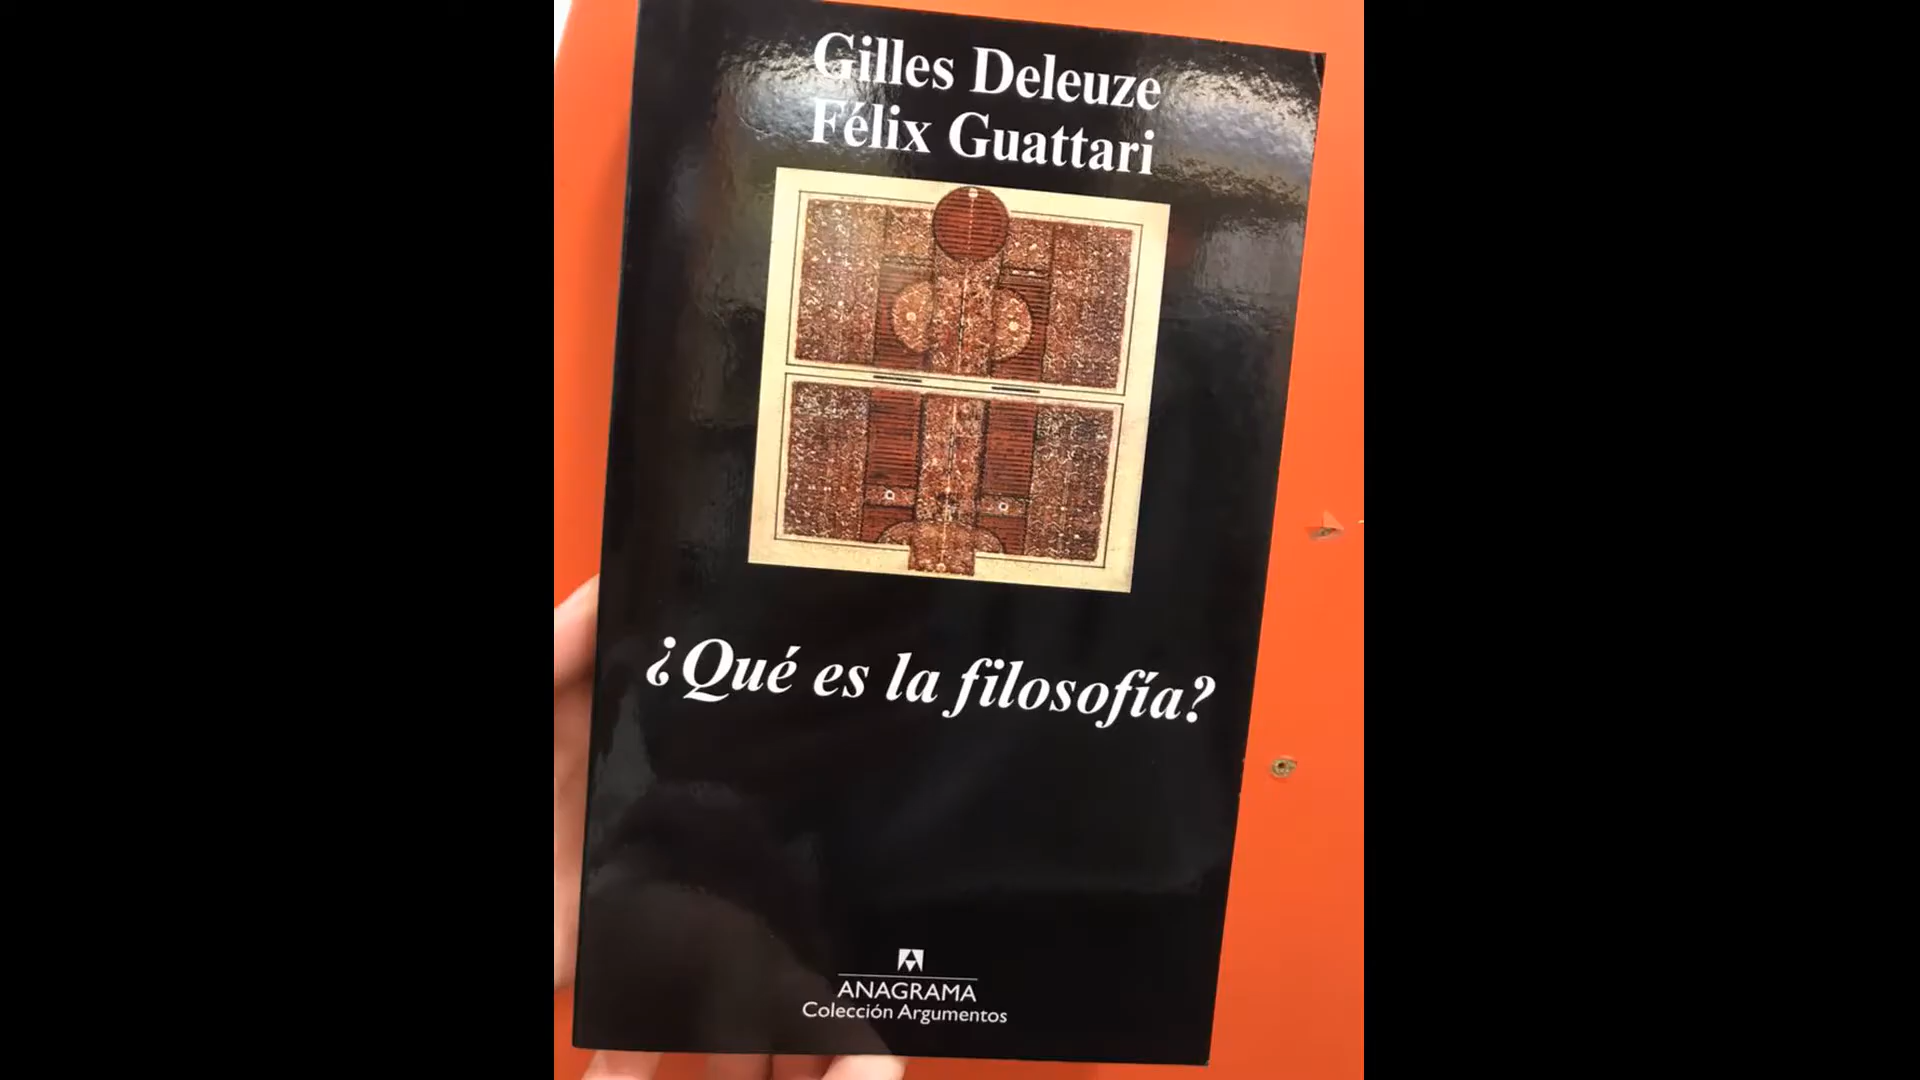 Gilles Deleuze
Félix Guattari
¿Qué es la filosofía?
ANAGRAMA
Colección Argumentos